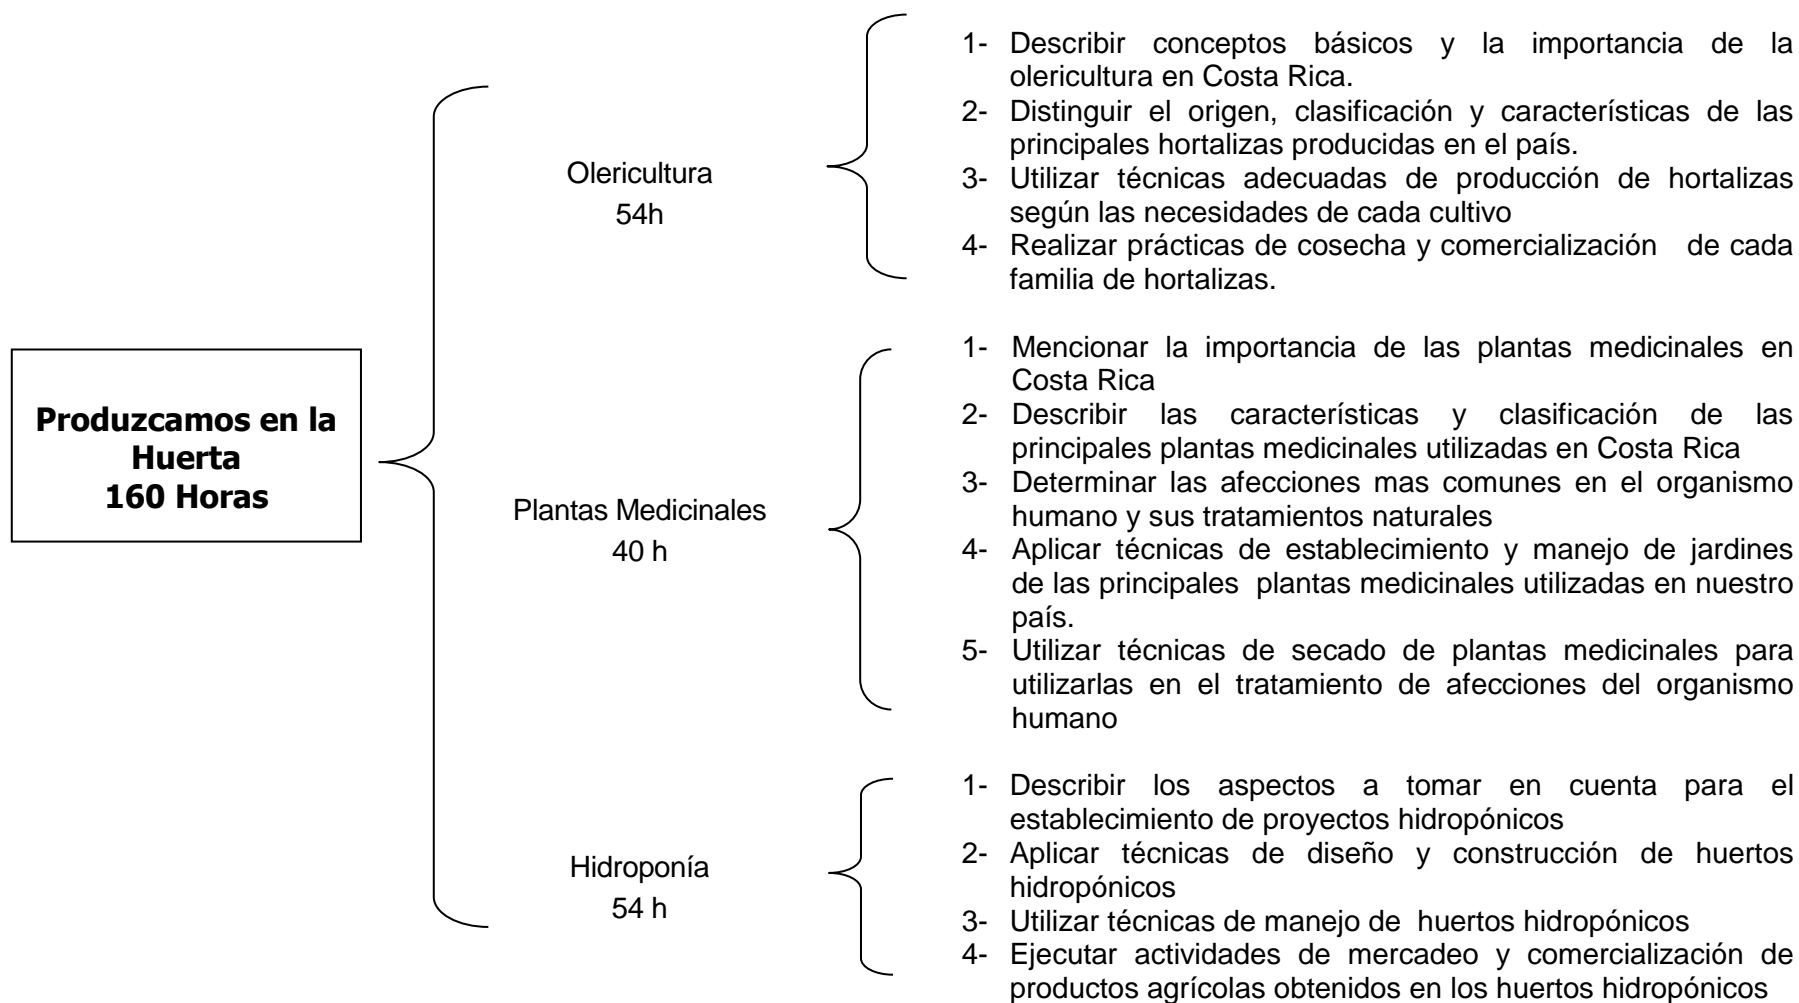 Produzcamos en la
Huerta
160 Horas
Olericultura
54h
1- Describir conceptos básicos y la importancia de la
olericultura en Costa Rica.
2- Distinguir el origen, clasificación y características de las
principales hortalizas producidas en el país.
3- Utilizar técnicas adecuadas de producción de hortalizas
según las necesidades de cada cultivo
4- Realizar prácticas de cosecha y comercialización de cada
familia de hortalizas.
Plantas Medicinales
40 h
1- Mencionar la importancia de las plantas medicinales en
Costa Rica
2- Describir las características y clasificación de las
principales plantas medicinales utilizadas en Costa Rica
3- Determinar las afecciones mas comunes en el organismo
humano y sus tratamientos naturales
4- Aplicar técnicas de establecimiento y manejo de jardines
de las principales plantas medicinales utilizadas en nuestro
país.
5- Utilizar técnicas de secado de plantas medicinales para
utilizarlas en el tratamiento de afecciones del organismo
humano
Hidroponía
54 h
1- Describir los aspectos a tomar en cuenta para el
establecimiento de proyectos hidropónicos
2- Aplicar técnicas de diseño y construcción de huertos
hidropónicos
3- Utilizar técnicas de manejo de huertos hidropónicos
4- Ejecutar actividades de mercadeo y comercialización de
productos agrícolas obtenidos en los huertos hidropónicos